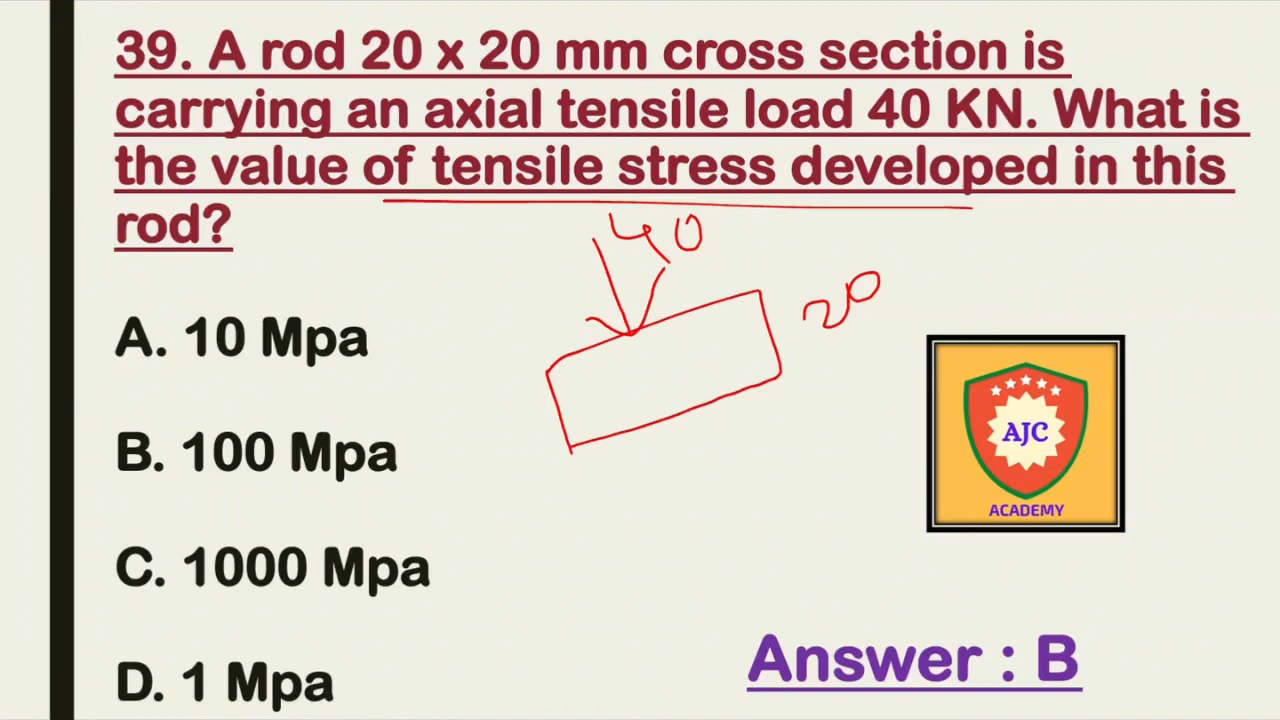 39. A rod 20 x 20 mm cross section is
carrying an axial tensile load 40 KN. What is
the value of tensile stress developed in this
rod?
40
20
A. 10 Mpa
B. 100 Mpa
AJC
ACADEMY
C. 1000 Mpa
Answer : B
D. 1 Mpa